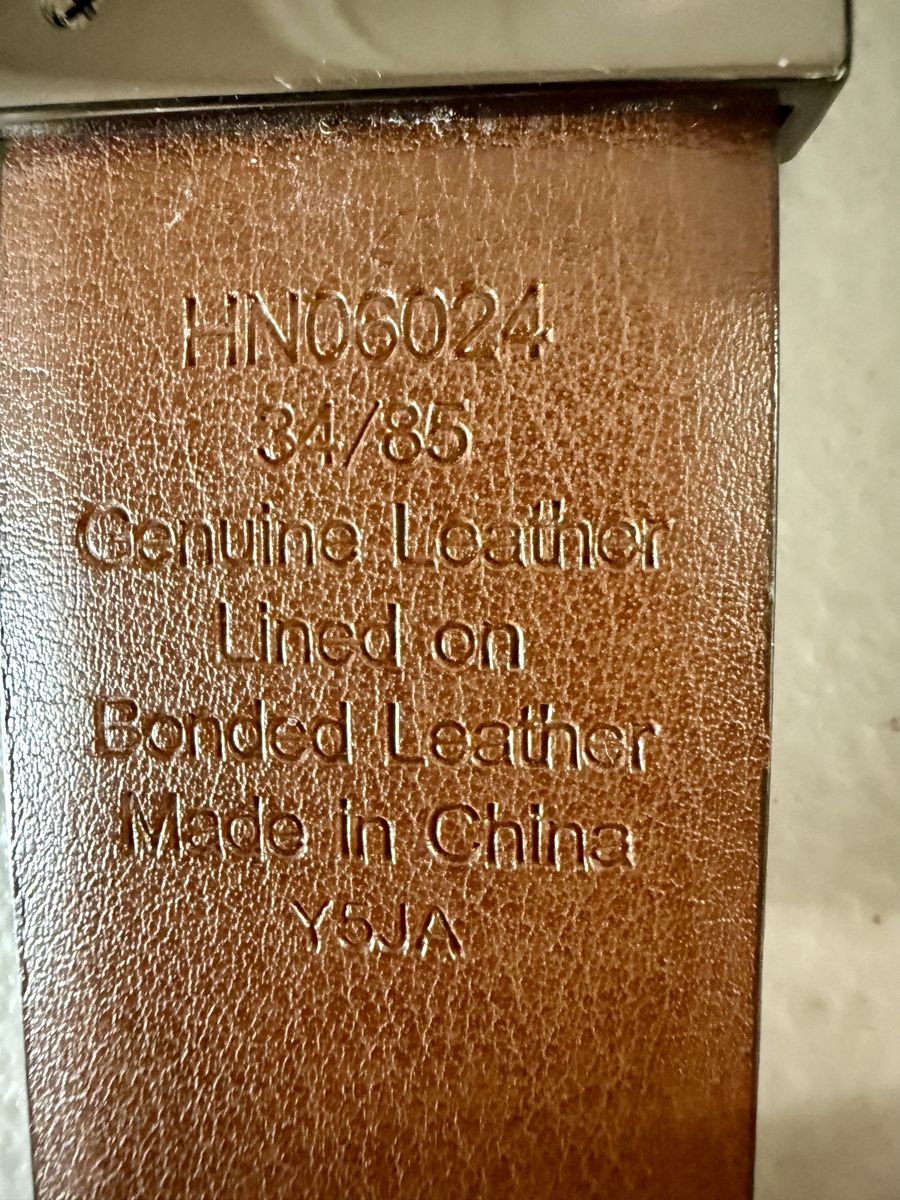 HN06024
34/85
Genuine Leather
Lined on
Bonded Leather
Made in China
Y5JA